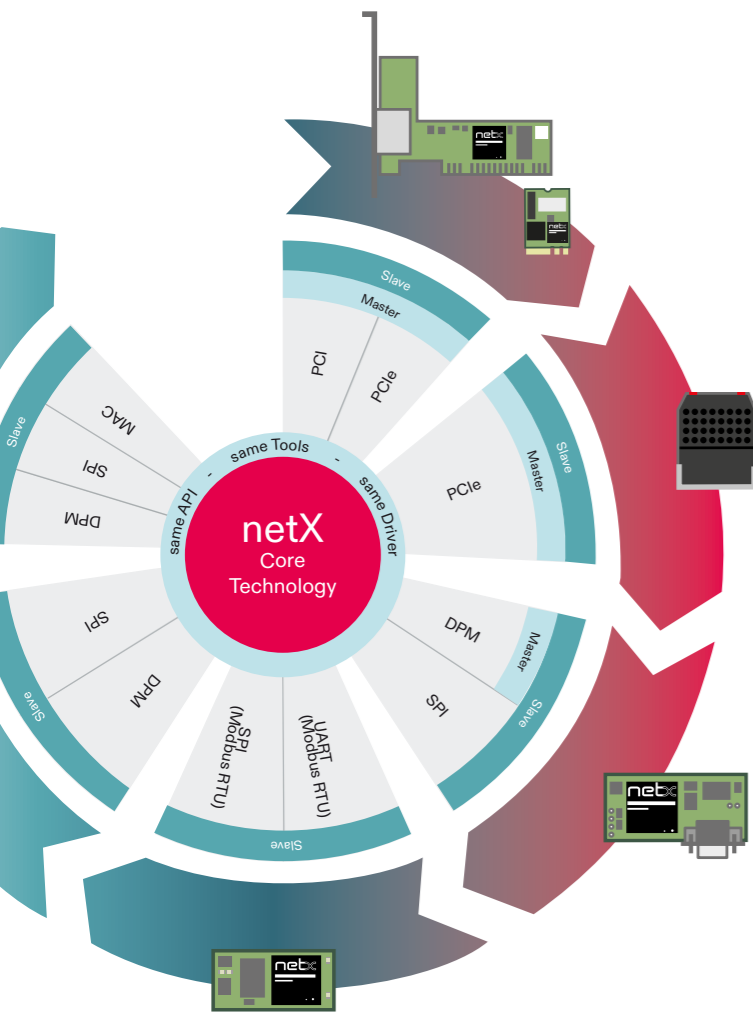 netx
netx
Slave
Master
PCI
PCIe
Slave
Master
PCIe
Master
DPM
SPI
Slave
UART
(Modbus RTU)
SPI
(Modbus RTU)
Slave
DPM
SPI
Slave
DPM
SPI
MAC
Slave
same API - same Tools - same Driver
netX
Core
Technology
netx
netx